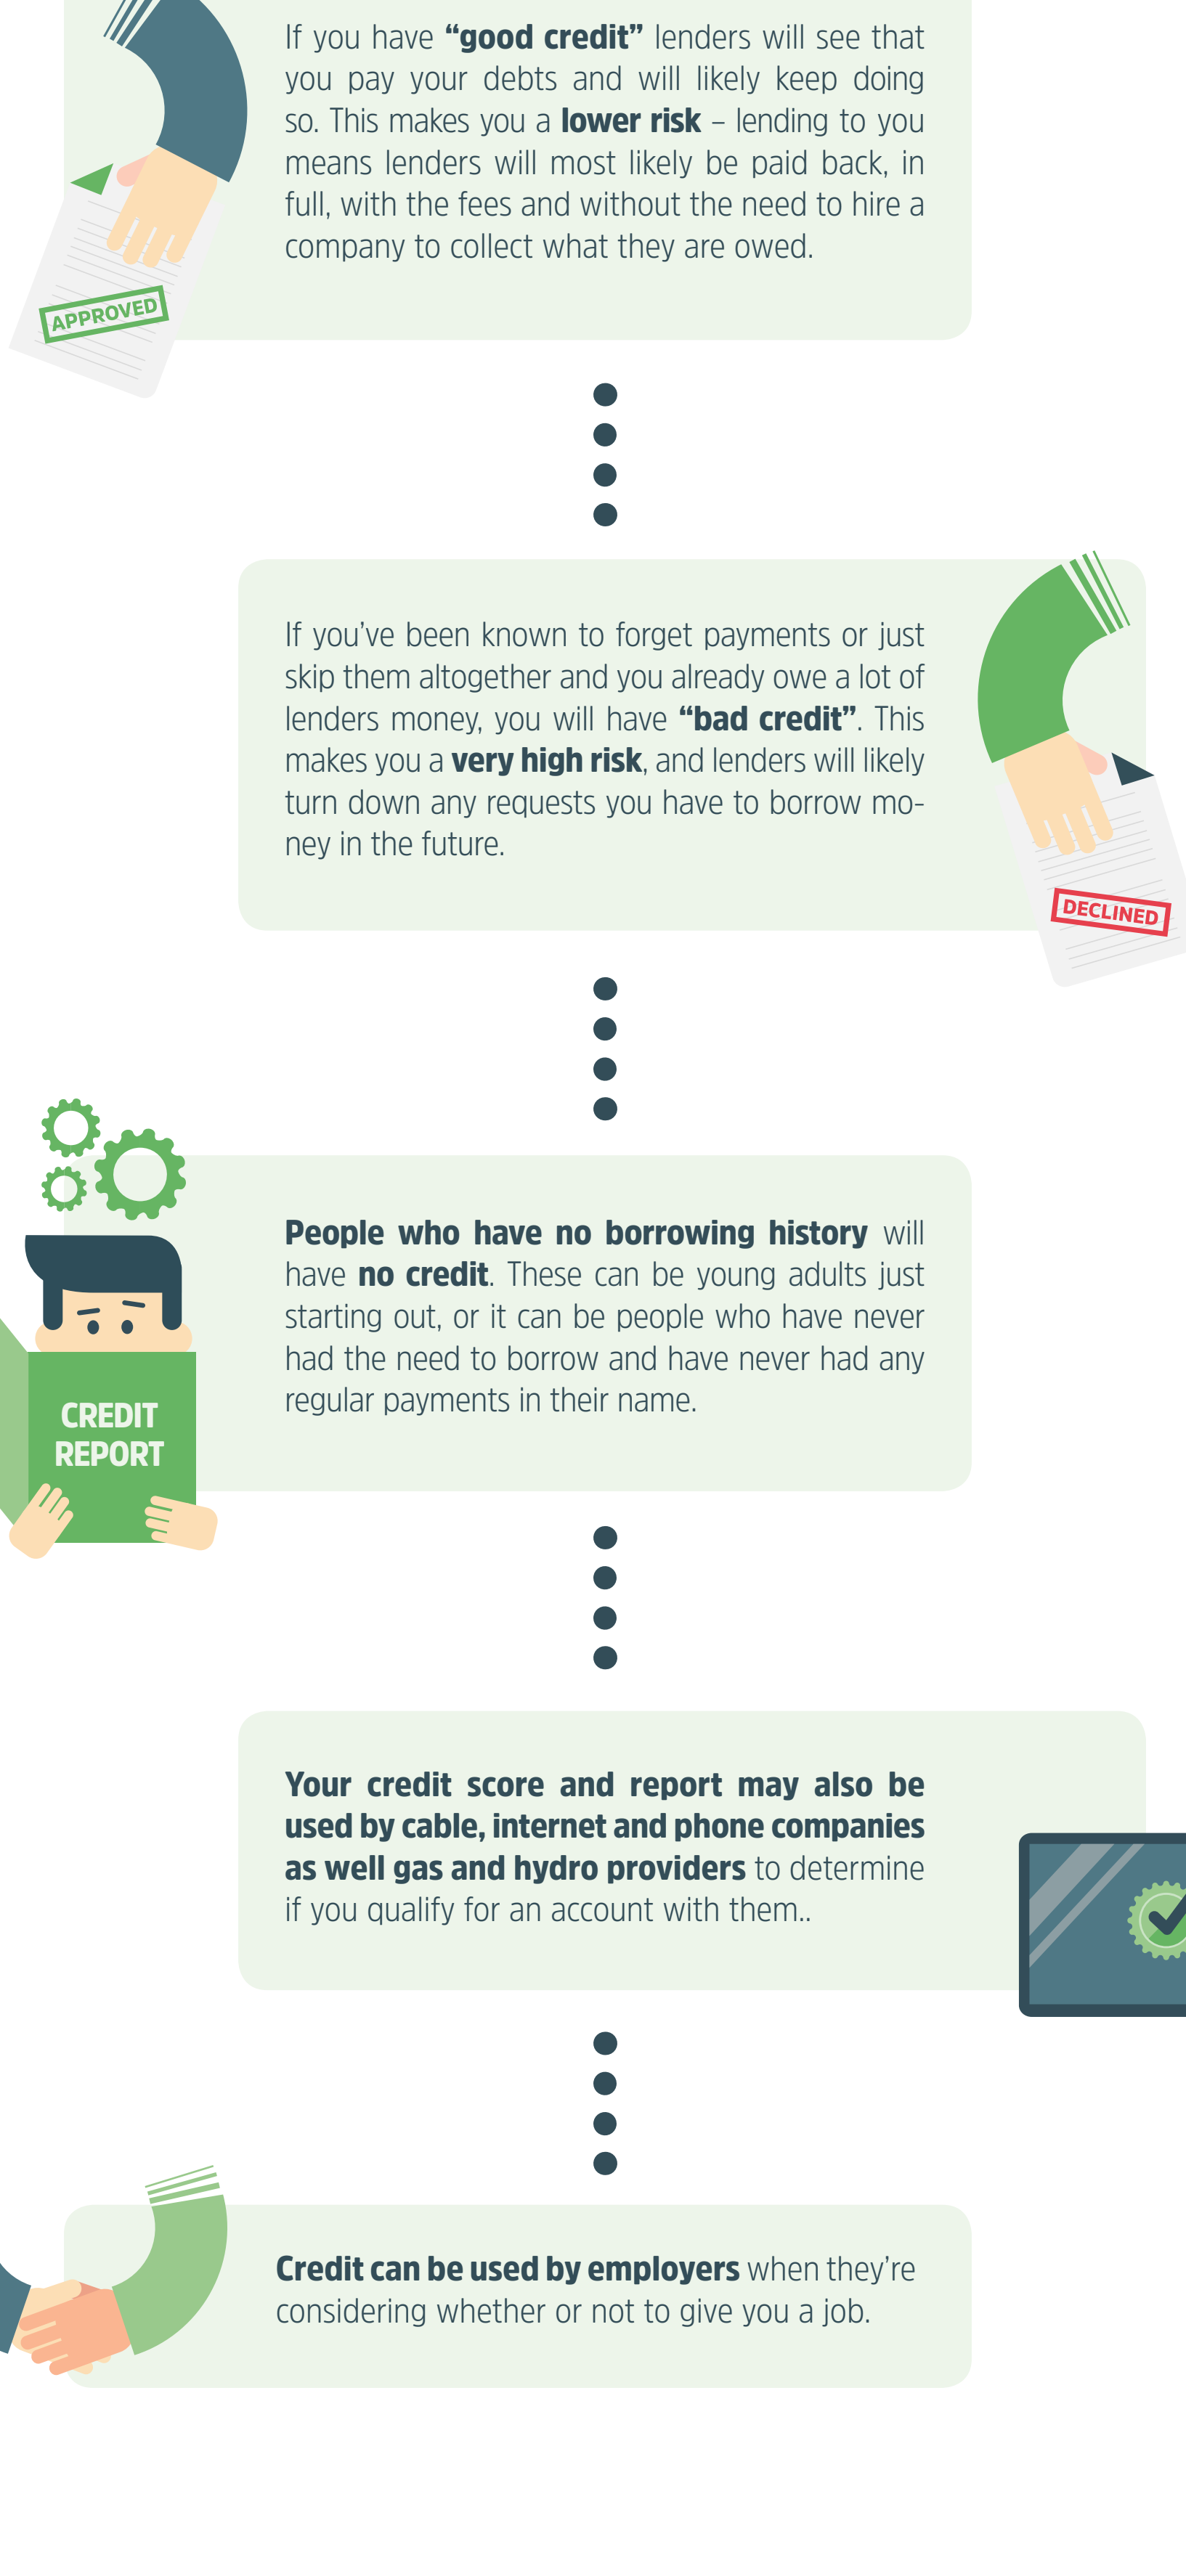 If you have “good credit” lenders will see that
you pay your debts and will likely keep doing
so. This makes you a lower risk – lending to you
means lenders will most likely be paid back, in
full, with the fees and without the need to hire a
company to collect what they are owed.
APPROVED
If you’ve been known to forget payments or just
skip them altogether and you already owe a lot of
lenders money, you will have “bad credit”. This
makes you a very high risk, and lenders will likely
turn down any requests you have to borrow mo-
ney in the future.
DECLINED
People who have no borrowing history will
have no credit. These can be young adults just
starting out, or it can be people who have never
had the need to borrow and have never had any
regular payments in their name.
CREDIT
REPORT
Your credit score and report may also be
used by cable, internet and phone companies
as well gas and hydro providers to determine
if you qualify for an account with them..
Credit can be used by employers when they’re
considering whether or not to give you a job.